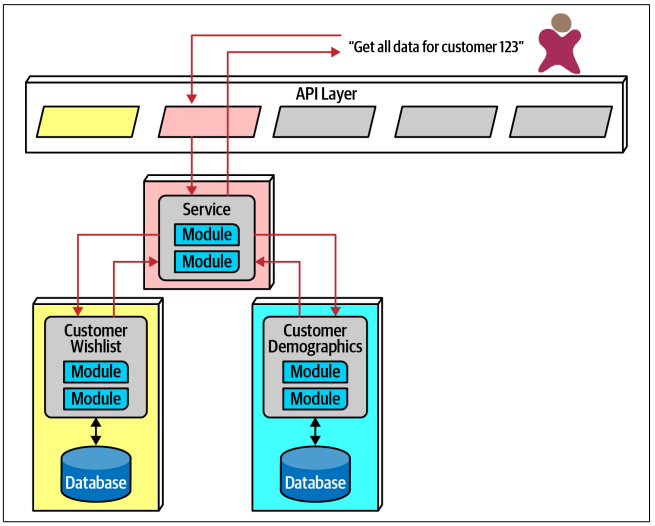 “Get all data for customer 123”
API Layer
Service
Module
Module
Customer
Wishlist
Module
Module
Database
Customer
Demographics
Module
Module
Database